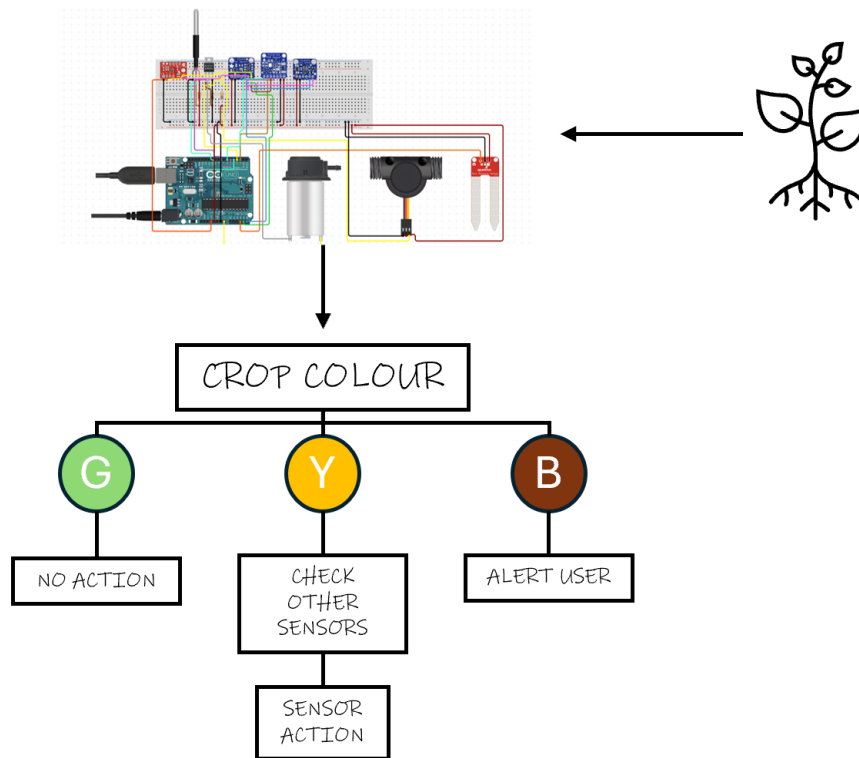 CROP COLOUR
G
Y
B
NO ACTION
CHECK
OTHER
SENSORS
ALERT USER
SENSOR
ACTION